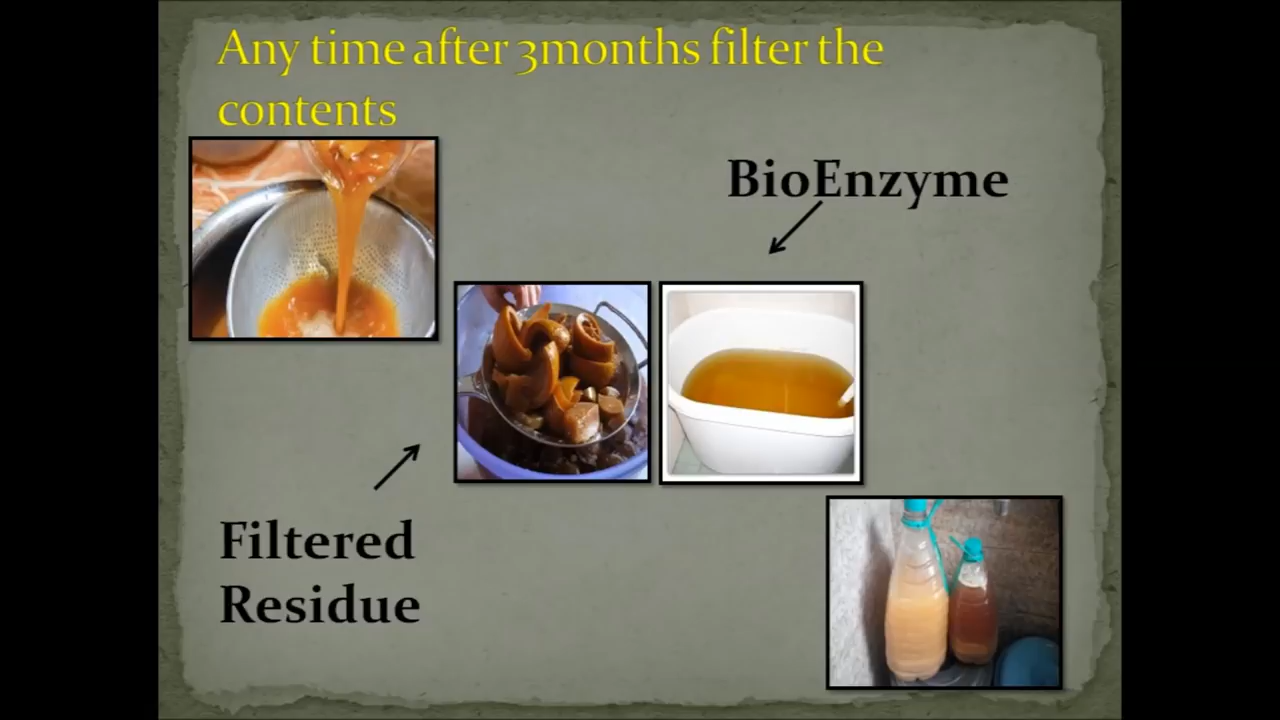 Any time after 3months filter the
contents
BioEnzyme
Filtered
Residue